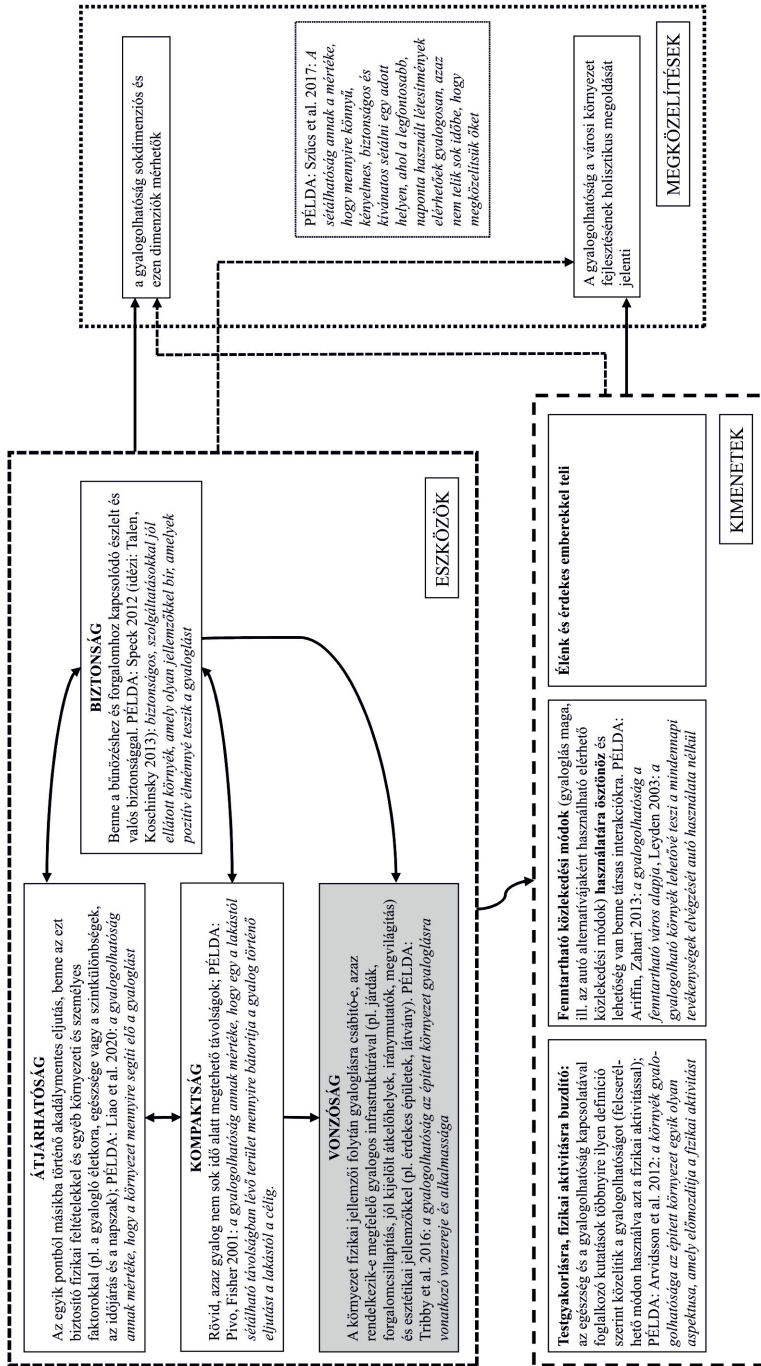 ÁTJÁRHATÓSÁG
Az egyik pontból másikba történő akadálymentes eljutás, benne az ezt
biztosító fizikai feltételekkel és egyéb környezeti és személyes
faktorokkal (pl. a gyalogló életkora, egészsége vagy a szintkülönbségek,
az időjárás és a napszak); PÉLDA: Liao et al. 2020: a gyalogolhatóság
annak mértéke, hogy a környezet mennyire segíti elő a gyaloglást
KOMPAKTSÁG
Rövid, azaz gyalog nem sok idő alatt megtehető távolságok; PÉLDA:
Pivo, Fisher 2001: a gyalogolhatóság annak mértéke, hogy egy a lakástól
sétálható távolságban lévő terület mennyire bátorítja a gyalog történő
eljutást a lakástól a célig.
VONZÓSÁG
A környezet fizikai jellemzői folytán gyaloglásra csábító-e, azaz
rendelkezik-e megfelelő gyalogos infrastruktúrával (pl. járdák,
forgalomcsillapítás, jól kijelölt átkelőhelyek, iránymutatók, megvilágítás)
és esztétikai jellemzőkkel (pl. érdekes épületek, látvány). PÉLDA:
Tribby et al. 2016: a gyalogolhatóság az épített környezet gyaloglásra
vonatkozó vonzereje és alkalmassága
BIZTONSÁG
Benne a bűnözéshez és forgalomhoz kapcsolódó észlelt és
valós biztonsággal. PÉLDA: Speck 2012 (idézi: Talen,
Koschinsky 2013): biztonságos, szolgáltatásokkal jól
ellátott környék, amely olyan jellemzőkkel bír, amelyek
pozitív élménnyé teszik a gyaloglást
ESZKÖZÖK
Testgyakorlásra, fizikai aktivitásra buzdító:
az egészség és a gyalogolhatóság kapcsolatával
foglalkozó kutatások többnyire ilyen definíció
szerint közelítik a gyalogolhatóságot (felcserél-
hető módon használva azt a fizikai aktivitással);
PÉLDA: Arvidsson et al. 2012: a környék gyalo-
golhatósága az épített környezet egyik olyan
aspektusa, amely előmozdítja a fizikai aktivitást
Fenntartható közlekedési módok (gyaloglás maga,
ill. az autó alternatívájaként használható elérhető
közlekedési módok) használatára ösztönöz és
lehetőség van benne társas interakciókra. PÉLDA:
Ariffin, Zahari 2013: a gyalogolhatóság a
fenntartható város alapja, Leyden 2003: a
gyalogolható környék lehetővé teszi a mindennapi
tevékenységek elvégzését autó használata nélkül
Élénk és érdekes emberekkel teli
KIMENETEK
a gyalogolhatóság sokdimenziós és
ezen dimenziók mérhetők
PÉLDA: Szűcs et al. 2017: A
sétálhatóság annak a mértéke,
hogy mennyire könnyű,
kényelmes, biztonságos és
kívánatos sétálni egy adott
helyen, ahol a legfontosabb,
naponta használt létesítmények
elérhetőek gyalogosan, azaz
nem telik sok időbe, hogy
megközelítsük őket
A gyalogolhatóság a városi környezet
fejlesztésének holisztikus megoldását
jelenti
MEGKÖZELÍTÉSEK